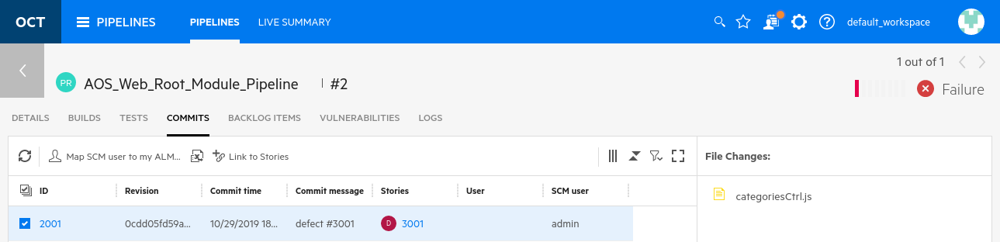 OCT PIPELINES PIPELINES LIVE SUMMARY default_workspace
1 out of 1
PR AOS_Web_Root_Module_Pipeline | #2 Failure
DETAILS BUILDS TESTS COMMITS BACKLOG ITEMS VULNERABILITIES LOGS
Map SCM user to my ALM... Link to Stories File Changes:
ID Revision Commit time Commit message Stories User SCM user
categoriesCtrl.js
2001 0cdd05fd59a... 10/29/2019 18... defect #3001 D 3001 admin